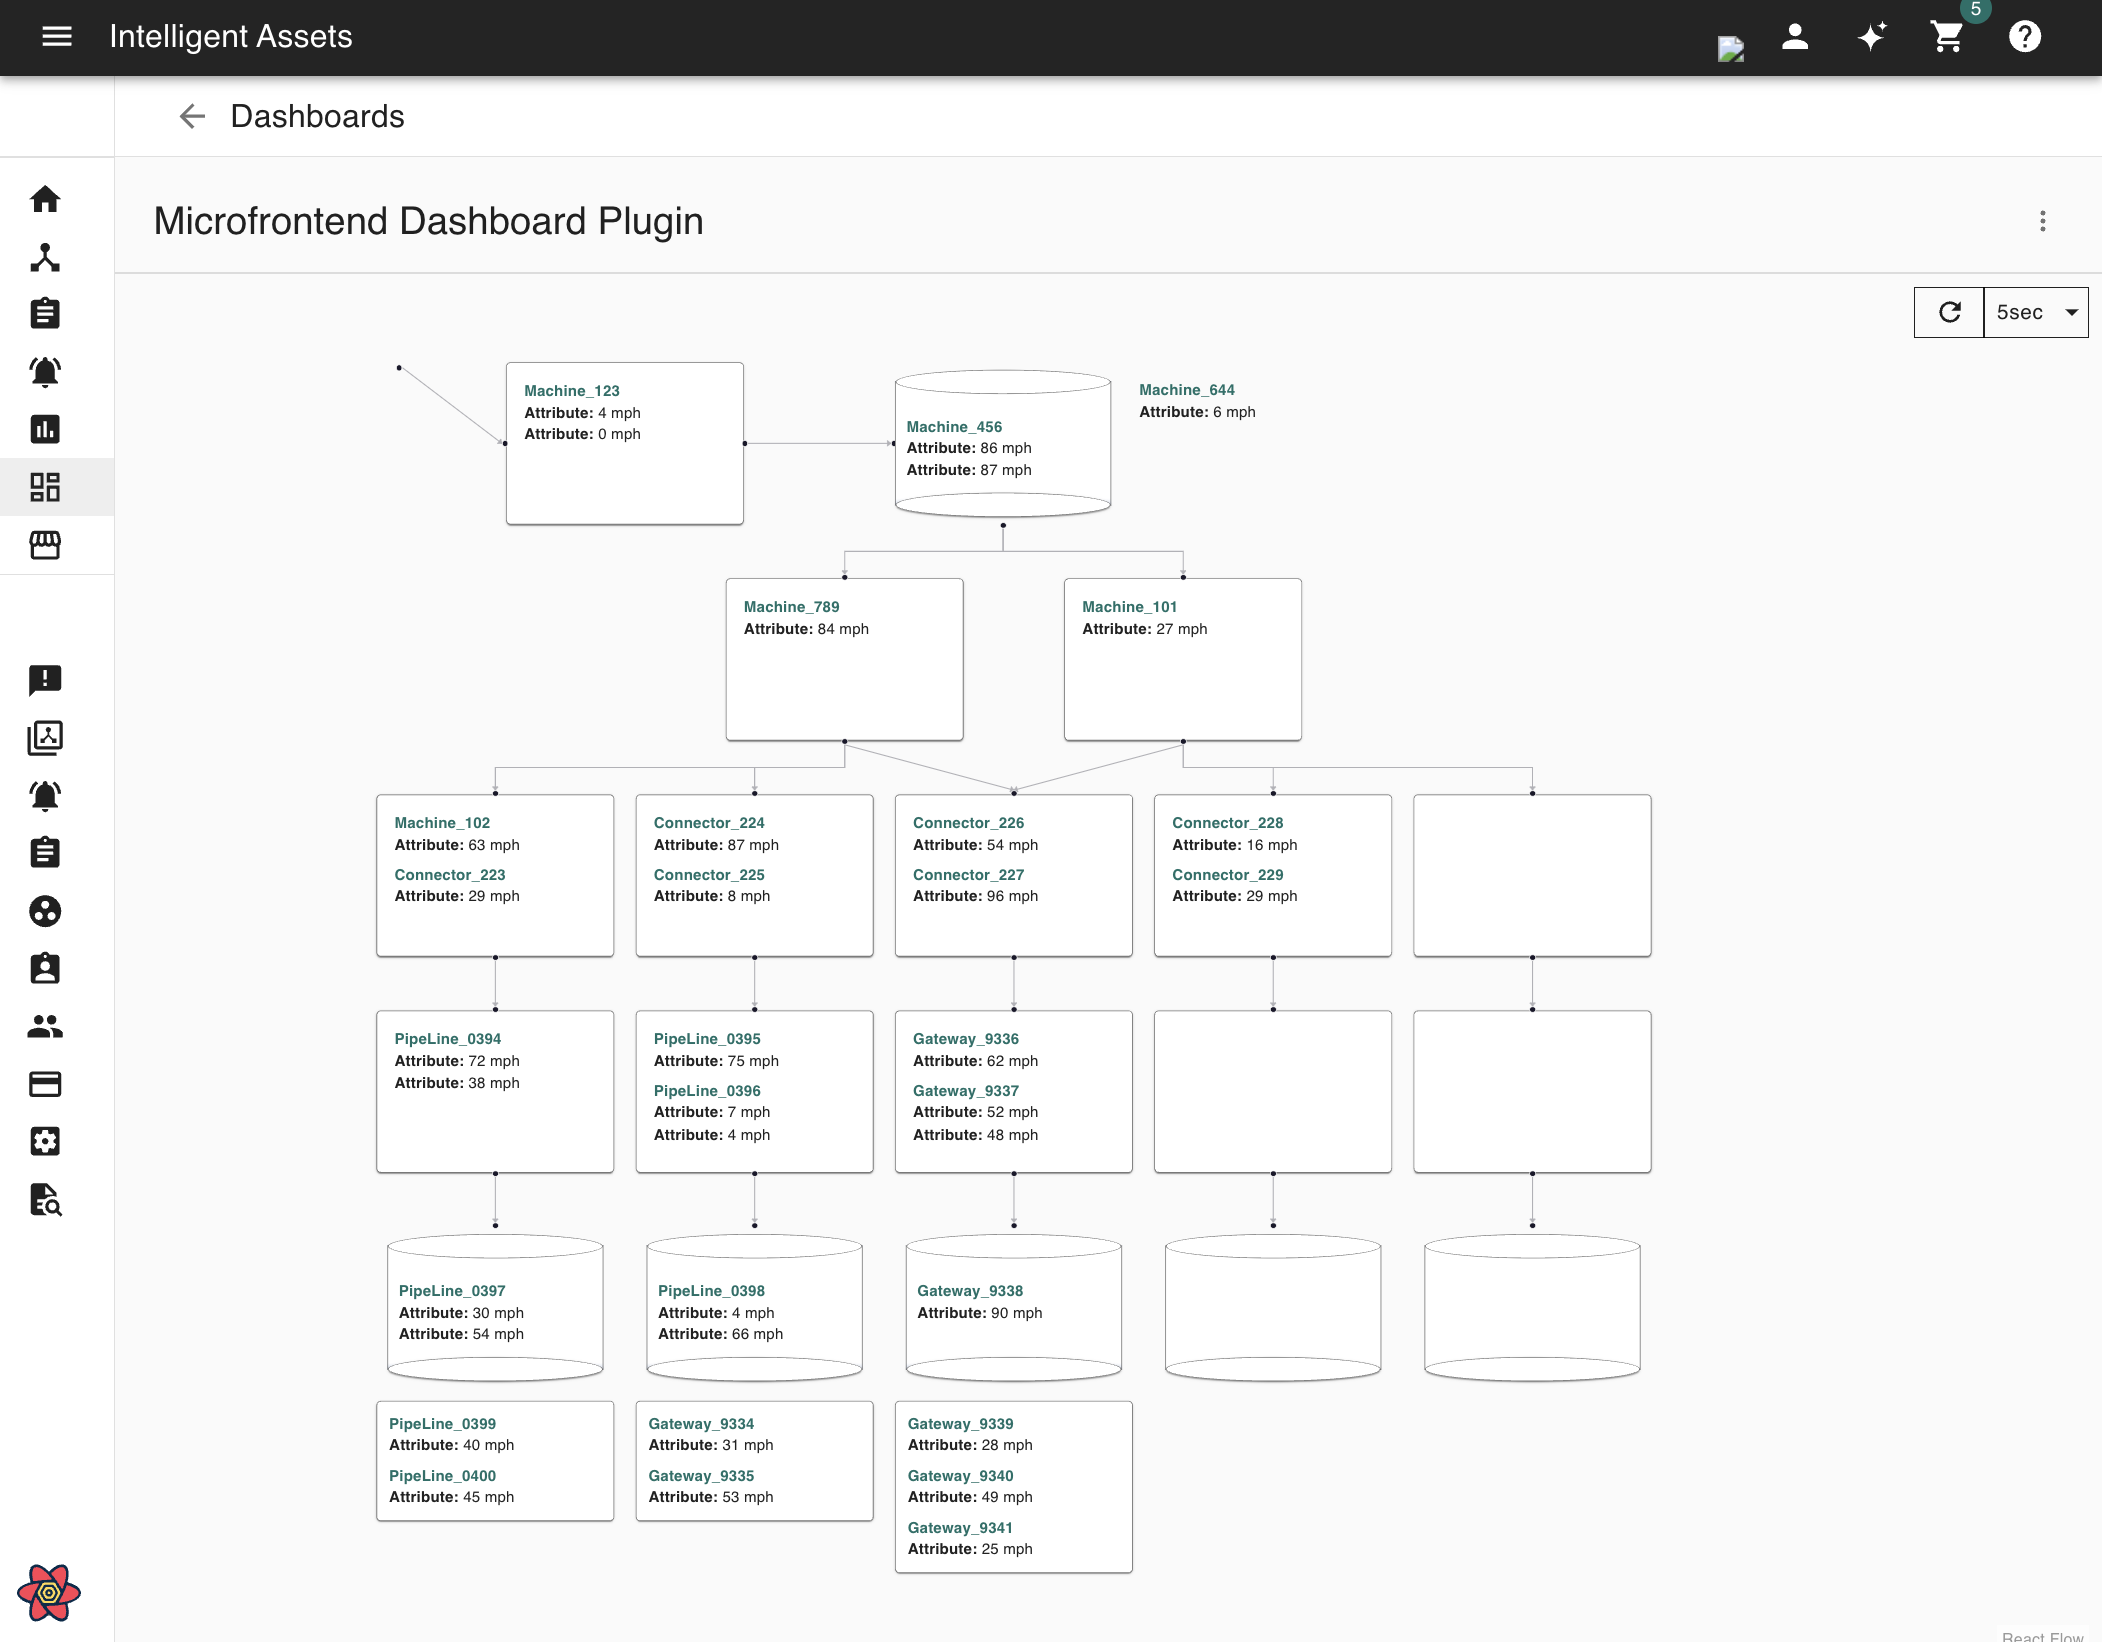 Intelligent Assets
5
Dashboards
Microfrontend Dashboard Plugin
5sec
Machine_123
Attribute: 4 mph
Attribute: 0 mph
Machine_456
Attribute: 86 mph
Attribute: 87 mph
Machine_644
Attribute: 6 mph
Machine_789
Attribute: 84 mph
Machine_101
Attribute: 27 mph
Machine_102
Attribute: 63 mph
Connector_223
Attribute: 29 mph
Connector_224
Attribute: 87 mph
Connector_225
Attribute: 8 mph
Connector_226
Attribute: 54 mph
Connector_227
Attribute: 96 mph
Connector_228
Attribute: 16 mph
Connector_229
Attribute: 29 mph
PipeLine_0394
Attribute: 72 mph
Attribute: 38 mph
PipeLine_0395
Attribute: 75 mph
PipeLine_0396
Attribute: 7 mph
Attribute: 4 mph
Gateway_9336
Attribute: 62 mph
Gateway_9337
Attribute: 52 mph
Attribute: 48 mph
PipeLine_0397
Attribute: 30 mph
Attribute: 54 mph
PipeLine_0398
Attribute: 4 mph
Attribute: 66 mph
Gateway_9338
Attribute: 90 mph
PipeLine_0399
Attribute: 40 mph
PipeLine_0400
Attribute: 45 mph
Gateway_9334
Attribute: 31 mph
Gateway_9335
Attribute: 53 mph
Gateway_9339
Attribute: 28 mph
Gateway_9340
Attribute: 49 mph
Gateway_9341
Attribute: 25 mph
React Flow